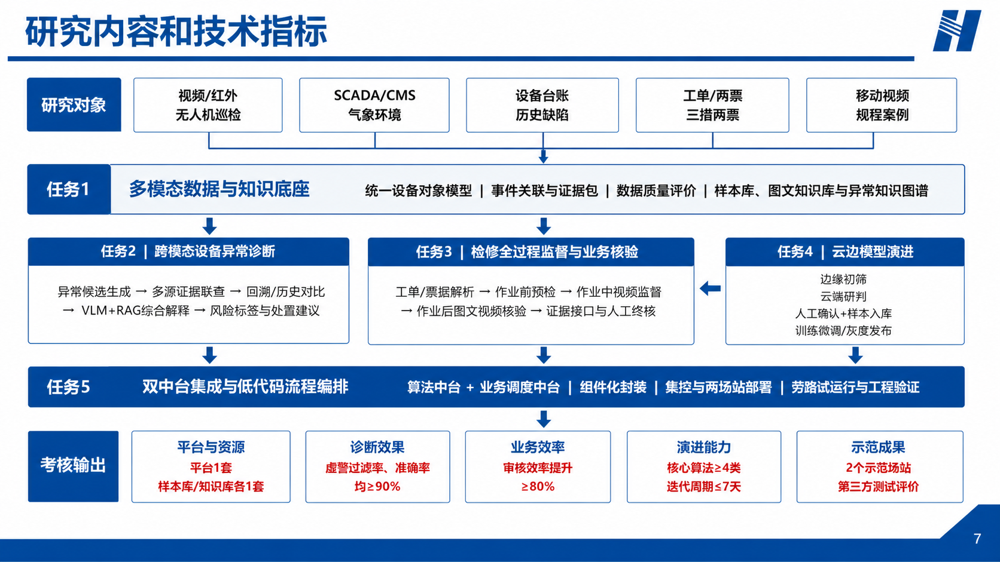 研究内容和技术指标
研究对象
视频/红外
无人机巡检
SCADA/CMS
气象环境
设备台账
历史缺陷
工单/两票
三措两票
移动视频
规程案例
任务1
多模态数据与知识底座
统一设备对象模型 | 事件关联与证据包 | 数据质量评价 | 样本库、图文知识库与异常知识图谱
任务2 | 跨模态设备异常诊断
异常候选生成 → 多源证据联查 → 回溯/历史对比
→ VLM+RAG综合解释 → 风险标签与处置建议
任务3 | 检修全过程监督与业务核验
工单/票据解析 → 作业前预检 → 作业中视频监督
→ 作业后图文视频核验 → 证据接口与人工终核
任务4 | 云边模型演进
边缘初筛
云端研判
人工确认+样本入库
训练微调/灰度发布
任务5
双中台集成与低代码流程编排
算法中台 + 业务调度中台 | 组件化封装 | 集控与两场站部署 | 劳路试运行与工程验证
考核输出
平台与资源
平台1套
样本库/知识库各1套
诊断效果
虚警过滤率、准确率
均≥90%
业务效率
审核效率提升
≥80%
演进能力
核心算法≥4类
迭代周期≤7天
示范成果
2个示范场站
第三方测试评价
7